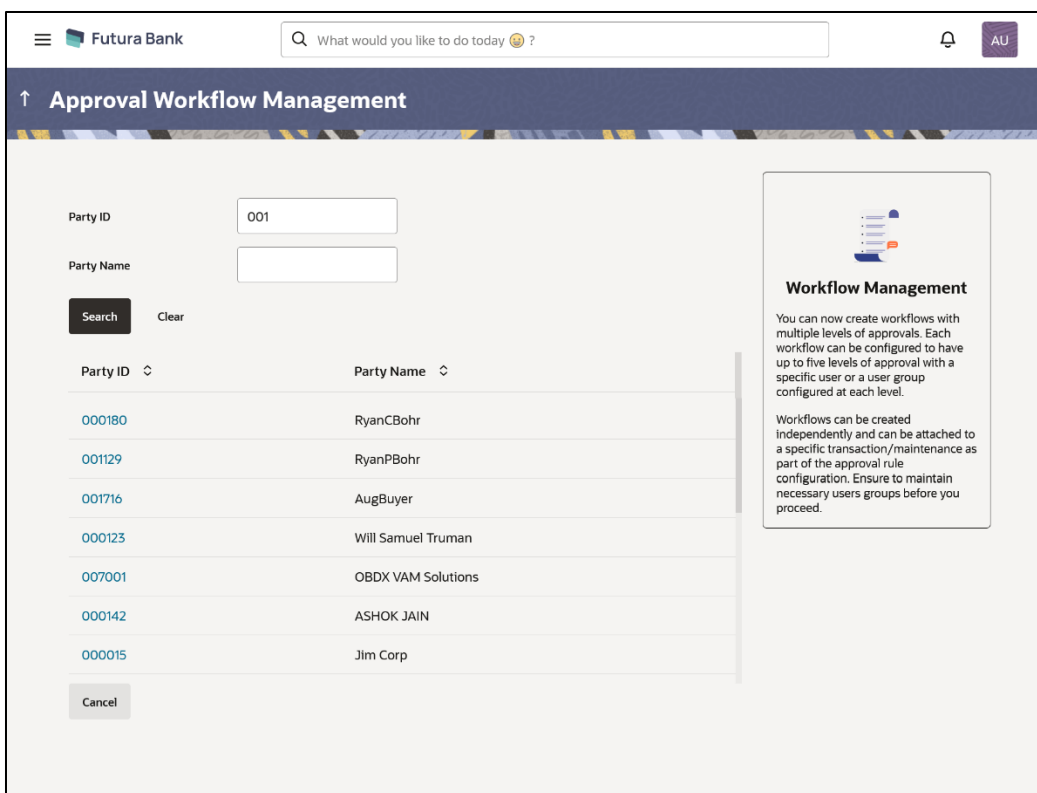 Futura Bank
What would you like to do today 😀 ?
AU
Approval Workflow Management
Party ID
001
Party Name
Search Clear
Party ID Party Name
000180 RyanCBohr
001129 RyanPBohr
001716 AugBuyer
000123 Will Samuel Truman
007001 OBDX VAM Solutions
000142 ASHOK JAIN
000015 Jim Corp
Cancel
Workflow Management
You can now create workflows with
multiple levels of approvals. Each
workflow can be configured to have
up to five levels of approval with a
specific user or a user group
configured at each level.
Workflows can be created
independently and can be attached to
a specific transaction/maintenance as
part of the approval rule
configuration. Ensure to maintain
necessary users groups before you
proceed.